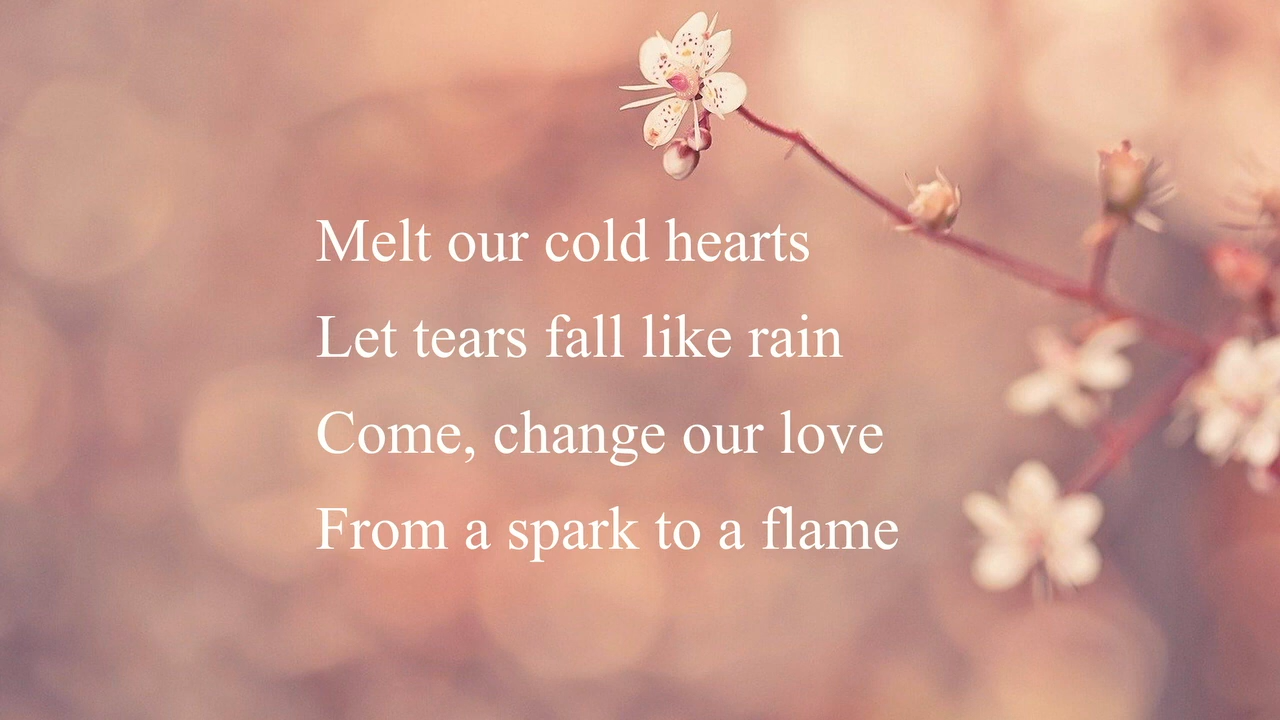 Melt our cold hearts
Let tears fall like rain
Come, change our love
From a spark to a flame